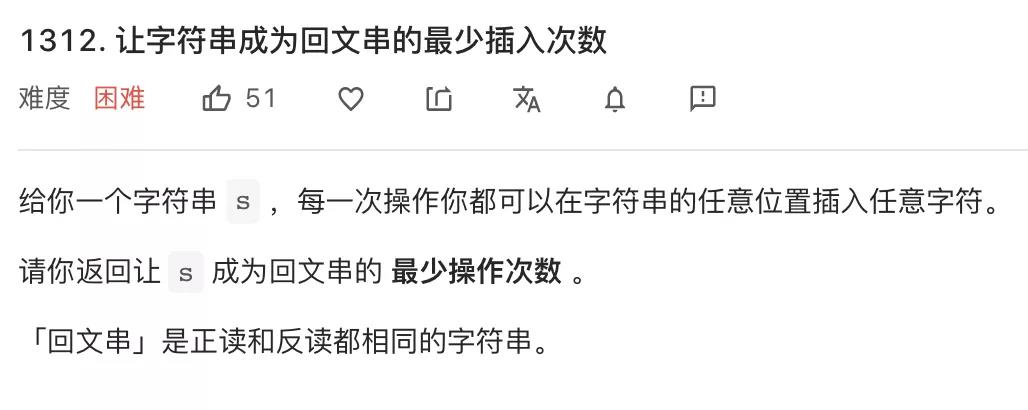 1312. 让字符串成为回文串的最少插入次数
难度 困难 51
给你一个字符串 s ，每一次操作你都可以在字符串的任意位置插入任意字符。
请你返回让 s 成为回文串的 最少操作次数 。
「回文串」是正读和反读都相同的字符串。